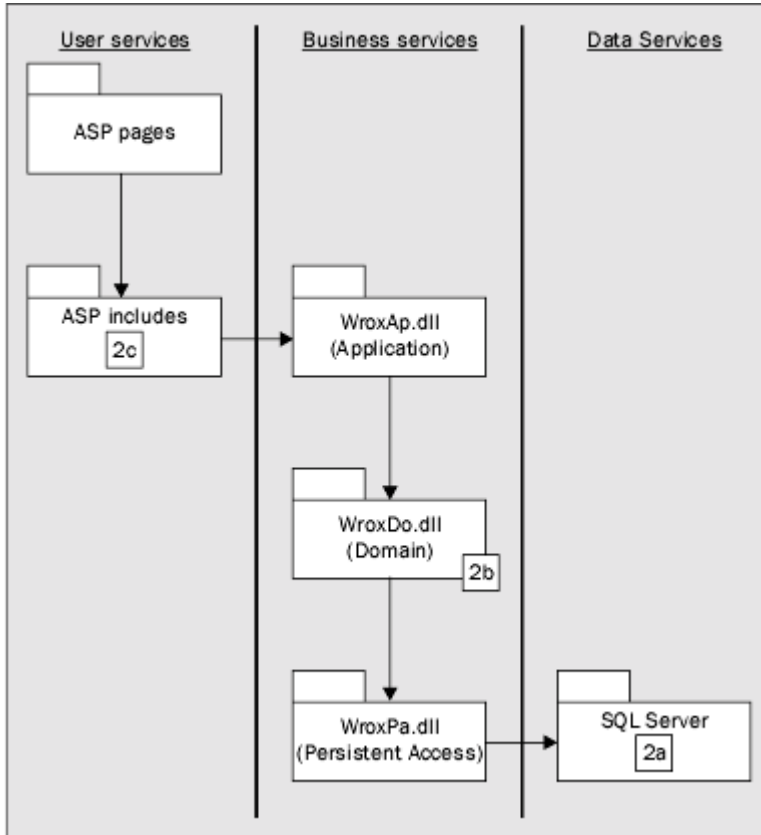 User services
Business services
Data Services
ASP pages
ASP includes
2c
WroxAp.dll
(Application)
WroxDo.dll
(Domain)
2b
WroxPa.dll
(Persistent Access)
SQL Server
2a